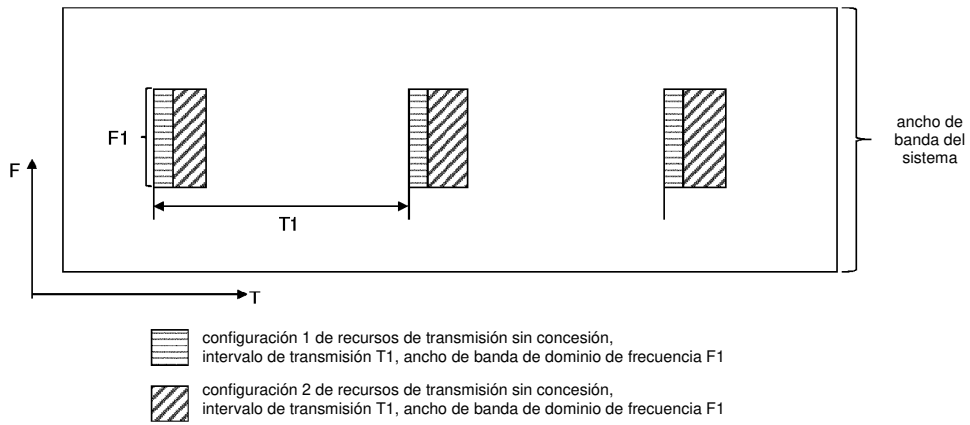 ancho de
banda del
sistema
F1
F
T1
T
configuración 1 de recursos de transmisión sin concesión,
intervalo de transmisión T1, ancho de banda de dominio de frecuencia F1
configuración 2 de recursos de transmisión sin concesión,
intervalo de transmisión T1, ancho de banda de dominio de frecuencia F1